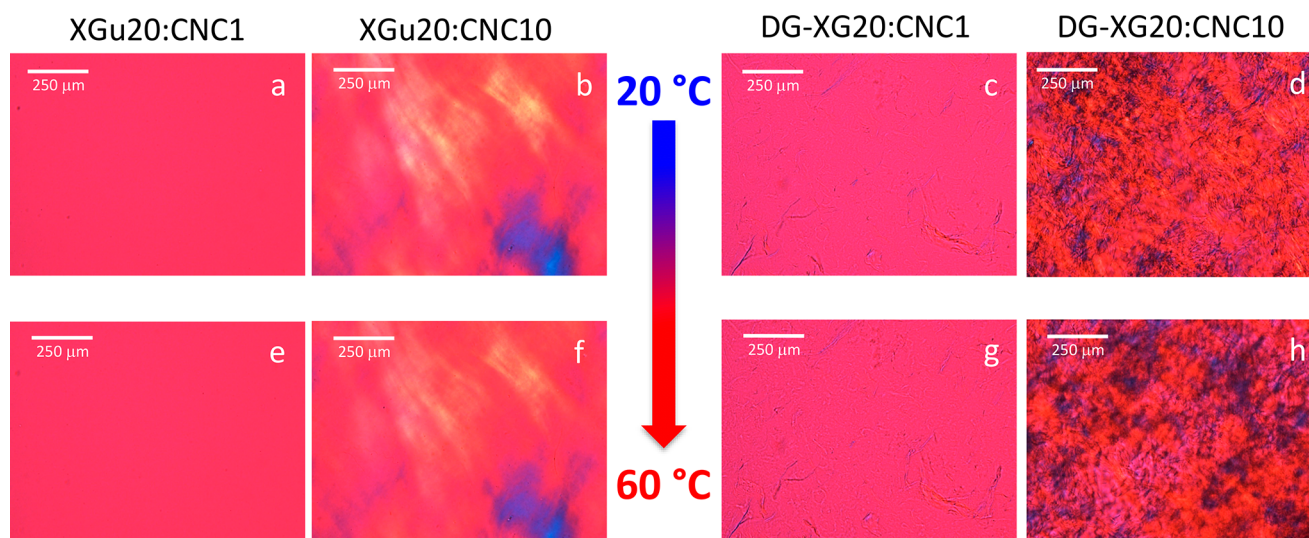 XGu20:CNC1
XGu20:CNC10
DG-XG20:CNC1
DG-XG20:CNC10
250 μm
a
250 μm
b
20 °C
250 μm
c
250 μm
d
250 μm
e
250 μm
f
60 °C
250 μm
g
250 μm
h